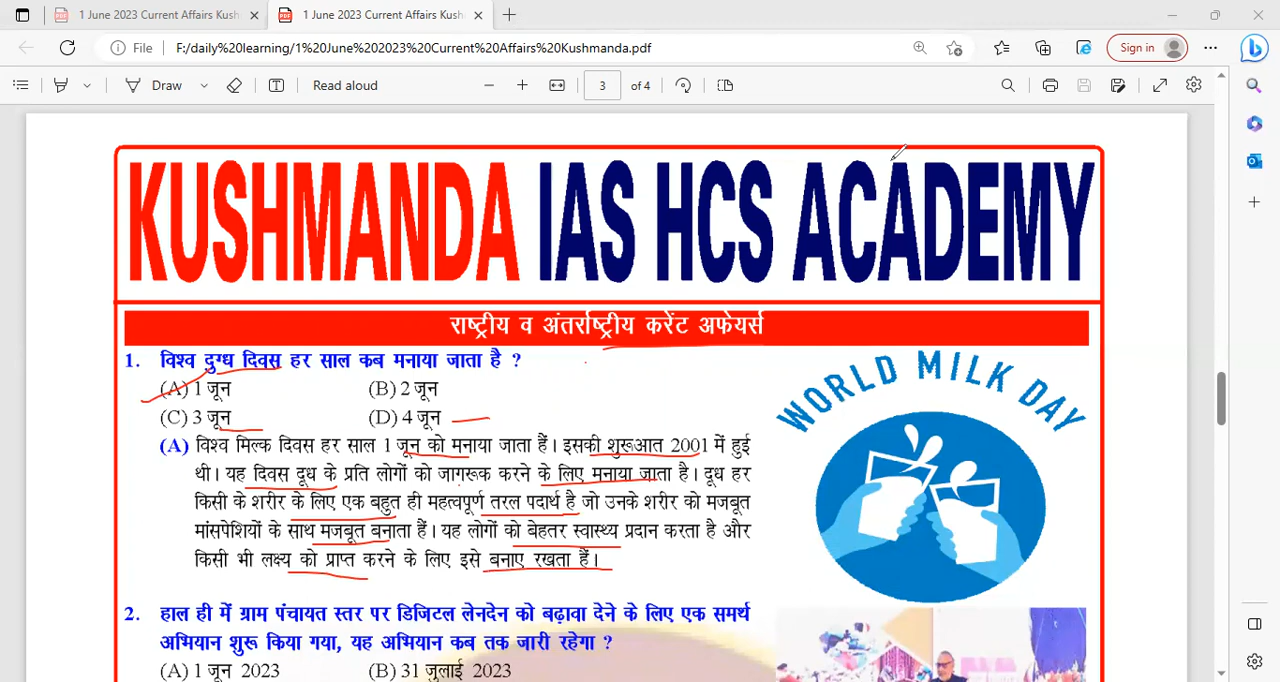 1 June 2023 Current Affairs Kush
1 June 2023 Current Affairs Kush
File F:/daily%20learning/1%20June%202023%20Current%20Affairs%20Kushmanda.pdf
Sign in
Draw
Read aloud
3 of 4
KUSHMANDA IAS HCS ACADEMY
राष्ट्रीय व अंतर्राष्ट्रीय करेंट अफेयर्स
1. विश्व दुग्ध दिवस हर साल कब मनाया जाता है ?
(A) 1 जून (B) 2 जून
(C) 3 जून (D) 4 जून
(A) विश्व मिल्क दिवस हर साल 1 जून को मनाया जाता हैं। इसकी शुरूआत 2001 में हुई
थी। यह दिवस दूध के प्रति लोगों को जागरूक करने के लिए मनाया जाता है। दूध हर
किसी के शरीर के लिए एक बहुत ही महत्वपूर्ण तरल पदार्थ है जो उनके शरीर को मजबूत
मांसपेशियों के साथ मजबूत बनाता हैं। यह लोगों को बेहतर स्वास्थ्य प्रदान करता है और
किसी भी लक्ष्य को प्राप्त करने के लिए इसे बनाए रखता हैं।
WORLD MILK DAY
2. हाल ही में ग्राम पंचायत स्तर पर डिजिटल लेनदेन को बढ़ावा देने के लिए एक समर्थ
अभियान शुरू किया गया, यह अभियान कब तक जारी रहेगा ?
(A) 1 जून 2023 (B) 31 जुलाई 2023